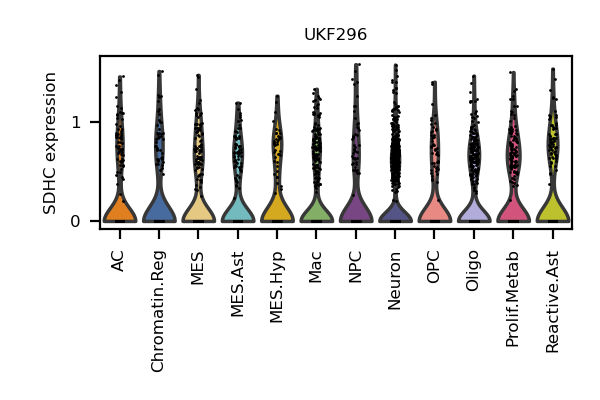 UKF296
SDHC expression
1
0
AC
Chromatin.Reg
MES
MES.Ast
MES.Hyp
Mac
NPC
Neuron
OPC
Oligo
Prolif.Metab
Reactive.Ast